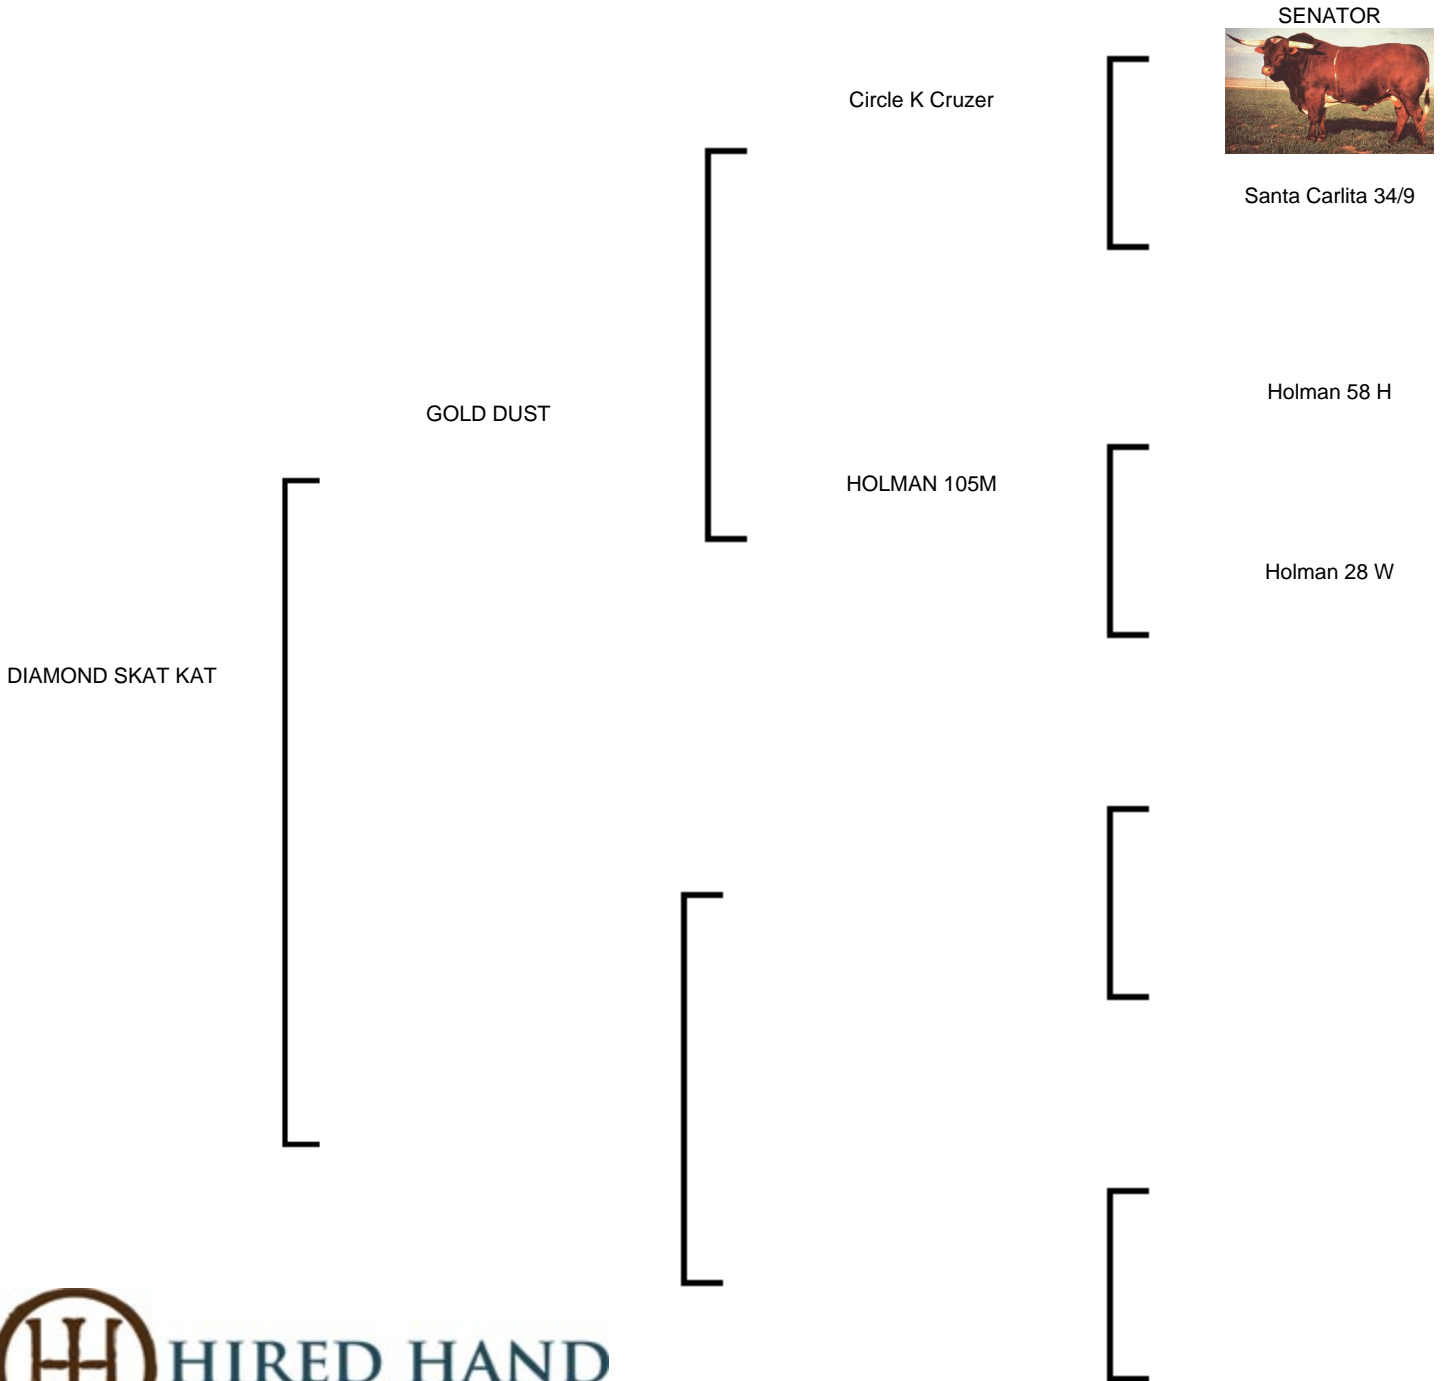 SENATOR
Circle K Cruzer
Santa Carlita 34/9
Holman 58 H
GOLD DUST
HOLMAN 105M
Holman 28 W
DIAMOND SKAT KAT
HIRED HAND